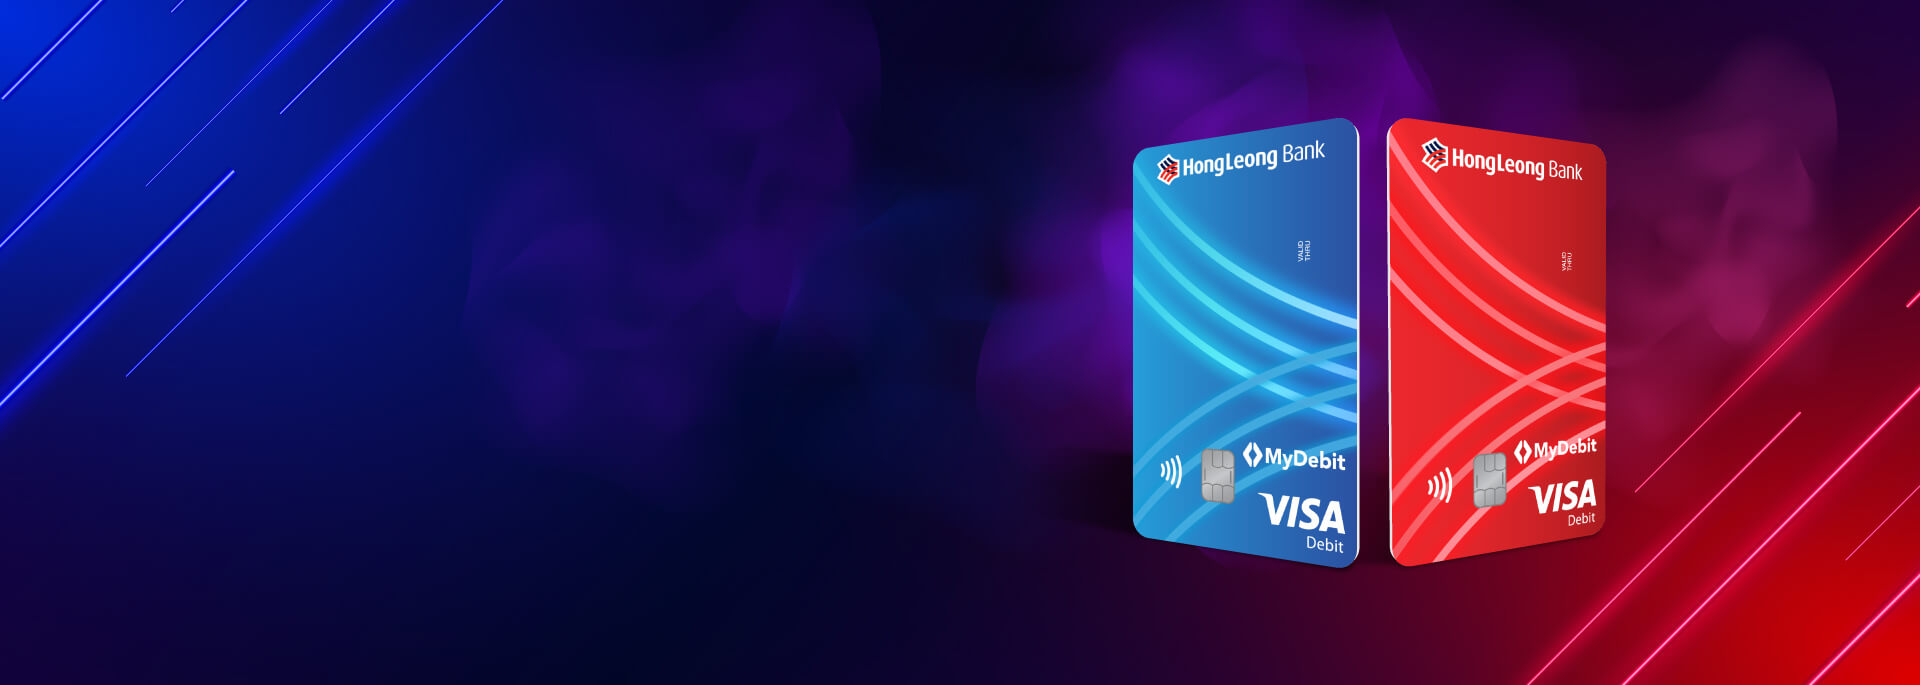 HongLeong Bank
VALID
THRU
MyDebit
VISA
Debit
HongLeong Bank
VALID
THRU
MyDebit
VISA
Debit